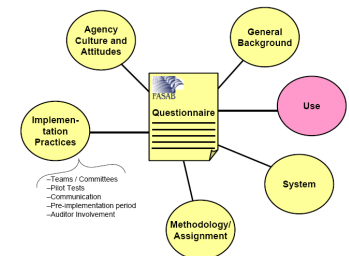 Agency
Culture and
Attitudes
General
Background
FASAB
Questionnaire
Use
Implemen-
tation
Practices
–Teams / Committees
–Pilot Tests
–Communication
–Pre-implementation period
–Auditor Involvement
System
Methodology/
Assignment